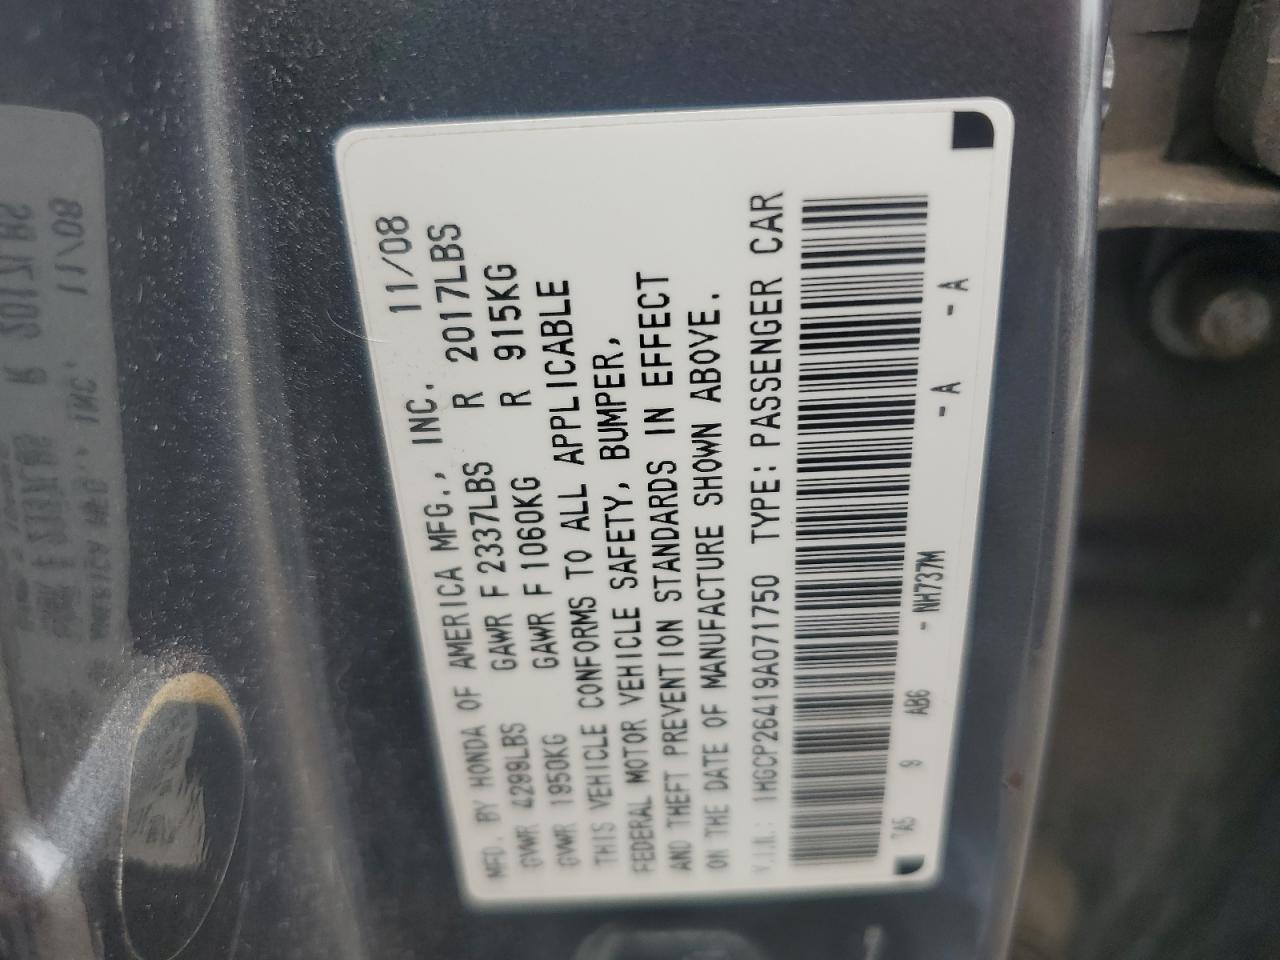 MFD. BY HONDA OF AMERICA MFG., INC. 11/08
GVWR 4299LBS GAWR F 2337LBS R 2017LBS
GVWR 1950KG GAWR F 1060KG R 915KG
THIS VEHICLE CONFORMS TO ALL APPLICABLE
FEDERAL MOTOR VEHICLE SAFETY, BUMPER,
AND THEFT PREVENTION STANDARDS IN EFFECT
ON THE DATE OF MANUFACTURE SHOWN ABOVE.
V.I.N.: 1HGCP26419A071750 TYPE: PASSENGER CAR
TA5 9 AB6 - NH737M - A - A